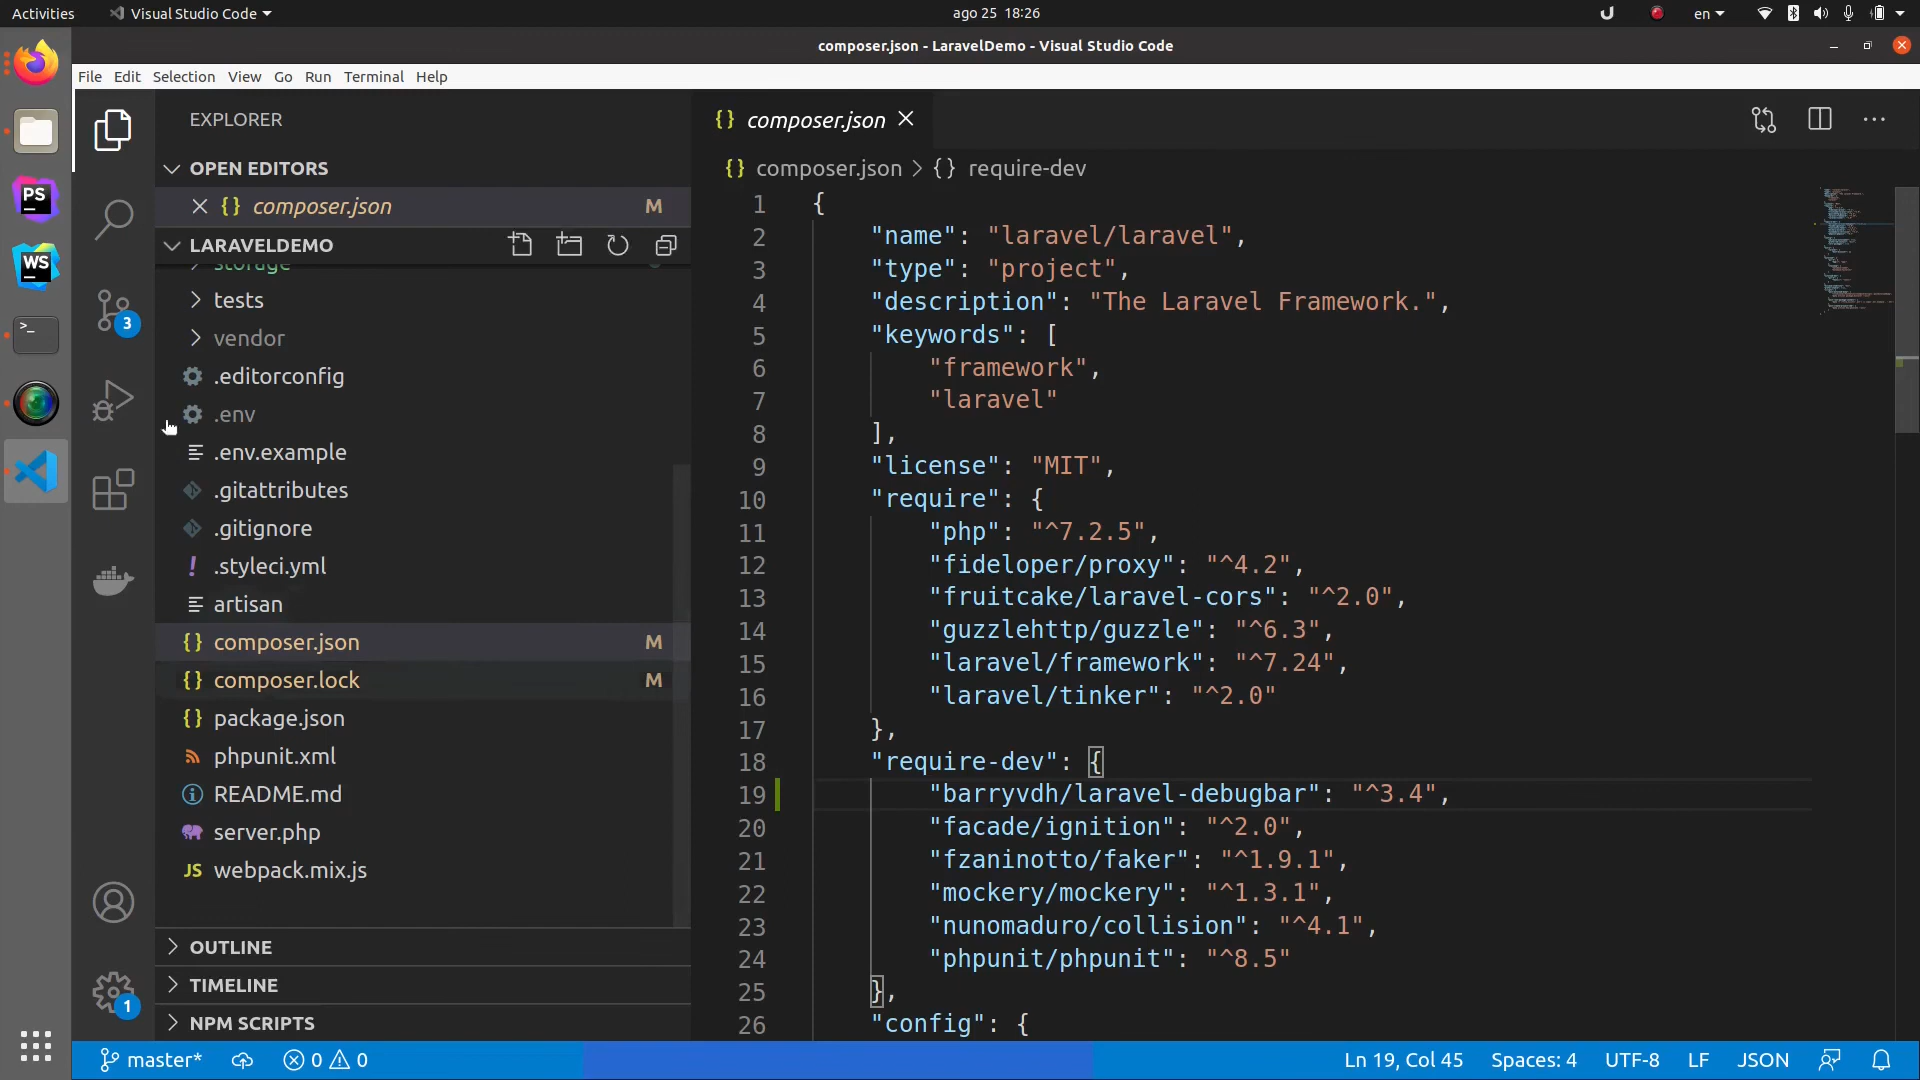 Activities
Visual Studio Code
ago 25 18:26
en
composer.json - LaravelDemo - Visual Studio Code
File Edit Selection View Go Run Terminal Help
PS
WS
>_
3
1
EXPLORER
OPEN EDITORS
{} composer.json M
LARAVELDEMO
storage
tests
vendor
.editorconfig
.env
.env.example
.gitattributes
.gitignore
! .styleci.yml
artisan
{} composer.json M
{} composer.lock M
{} package.json
phpunit.xml
README.md
server.php
JS webpack.mix.js
OUTLINE
TIMELINE
NPM SCRIPTS
{} composer.json
{} composer.json > {} require-dev
1 {
2 "name": "laravel/laravel",
3 "type": "project",
4 "description": "The Laravel Framework.",
5 "keywords": [
6 "framework",
7 "laravel"
8 ],
9 "license": "MIT",
10 "require": {
11 "php": "^7.2.5",
12 "fideloper/proxy": "^4.2",
13 "fruitcake/laravel-cors": "^2.0",
14 "guzzlehttp/guzzle": "^6.3",
15 "laravel/framework": "^7.24",
16 "laravel/tinker": "^2.0"
17 },
18 "require-dev": {
19 "barryvdh/laravel-debugbar": "^3.4",
20 "facade/ignition": "^2.0",
21 "fzaninotto/faker": "^1.9.1",
22 "mockery/mockery": "^1.3.1",
23 "nunomaduro/collision": "^4.1",
24 "phpunit/phpunit": "^8.5"
25 },
26 "config": {
master* 0 0 Ln 19, Col 45 Spaces: 4 UTF-8 LF JSON